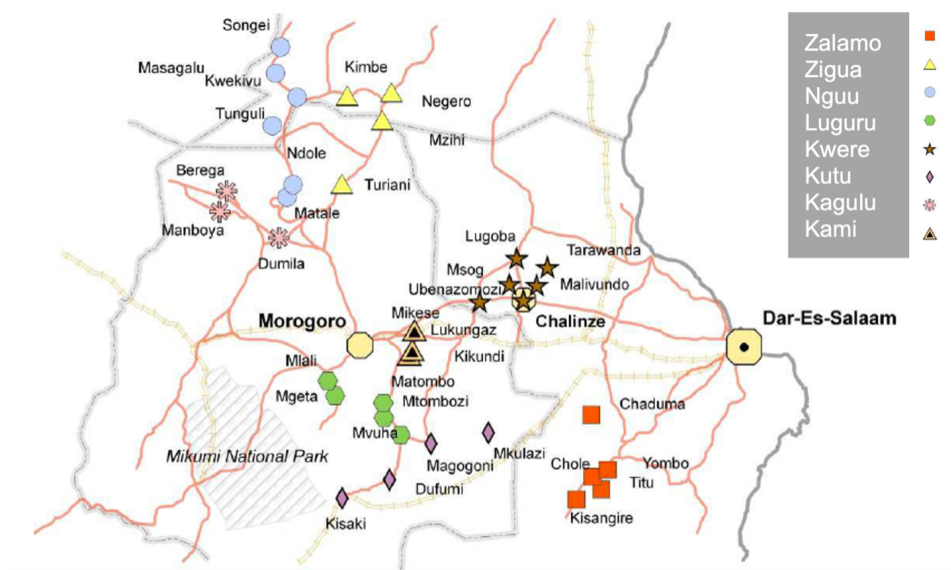 Songei
Masagalu
Kwekivu
Kimbe
Tunguli
Negero
Mzihi
Ndole
Berega
Turiani
Manboya
Matale
Dumila
Lugoba
Tarawanda
Msog
Ubenazomozi
Malivundo
Morogoro
Mikese
Lukungaz
Chalinze
Dar-Es-Salaam
Mlali
Kikundi
Mgeta
Matombo
Mtombozi
Chaduma
Mvuha
Mikumi National Park
Magogoni
Mkulazi
Chole
Yombo
Dufumi
Titu
Kisaki
Kisangire
Zalamo
Zigua
Nguu
Luguru
Kwere
Kutu
Kagulu
Kami